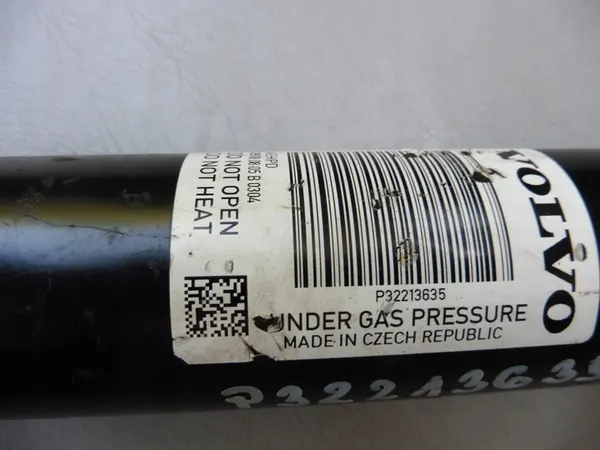 VOLVO
P32213635
UNDER GAS PRESSURE
MADE IN CZECH REPUBLIC
DO NOT OPEN
DO NOT HEAT
P32213635